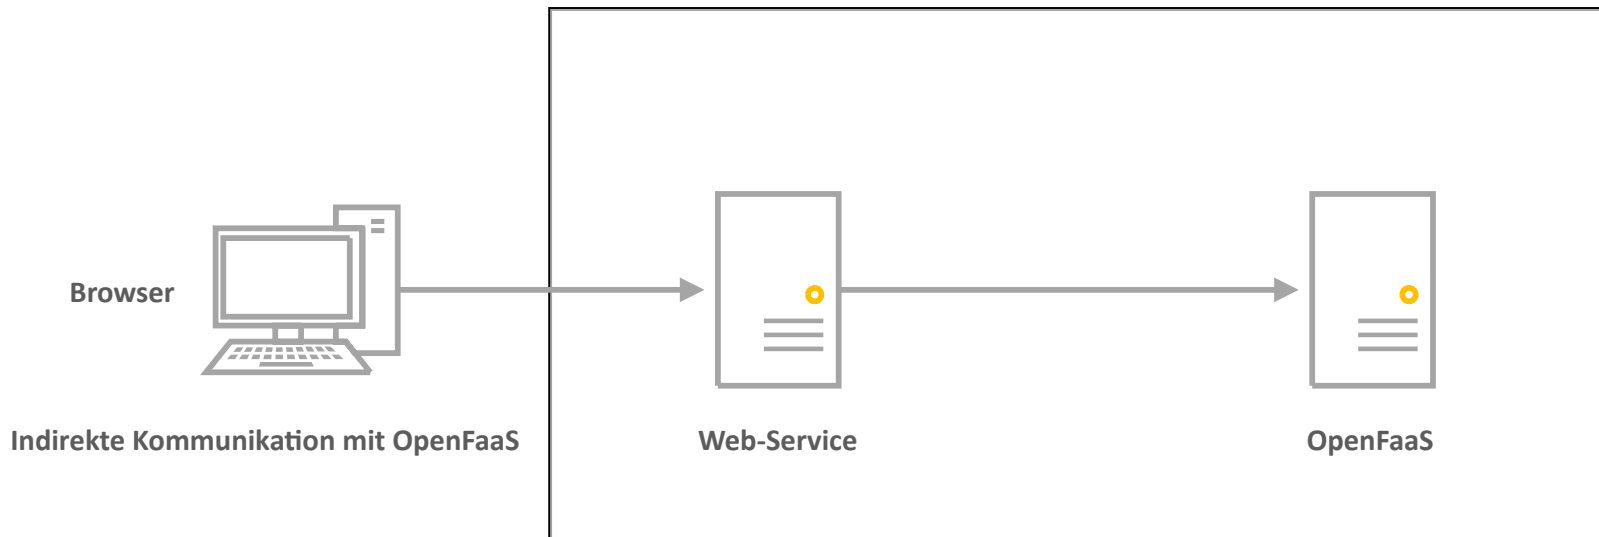 Browser
Indirekte Kommunikation mit OpenFaaS
Web-Service
OpenFaaS